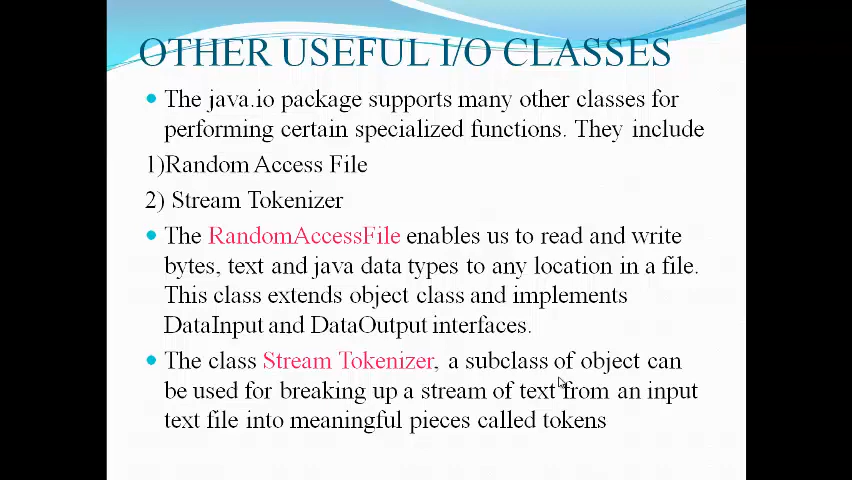 OTHER USEFUL I/O CLASSES
• The java.io package supports many other classes for
performing certain specialized functions. They include
1)Random Access File
2) Stream Tokenizer
• The RandomAccessFile enables us to read and write
bytes, text and java data types to any location in a file.
This class extends object class and implements
DataInput and DataOutput interfaces.
• The class Stream Tokenizer, a subclass of object can
be used for breaking up a stream of text from an input
text file into meaningful pieces called tokens